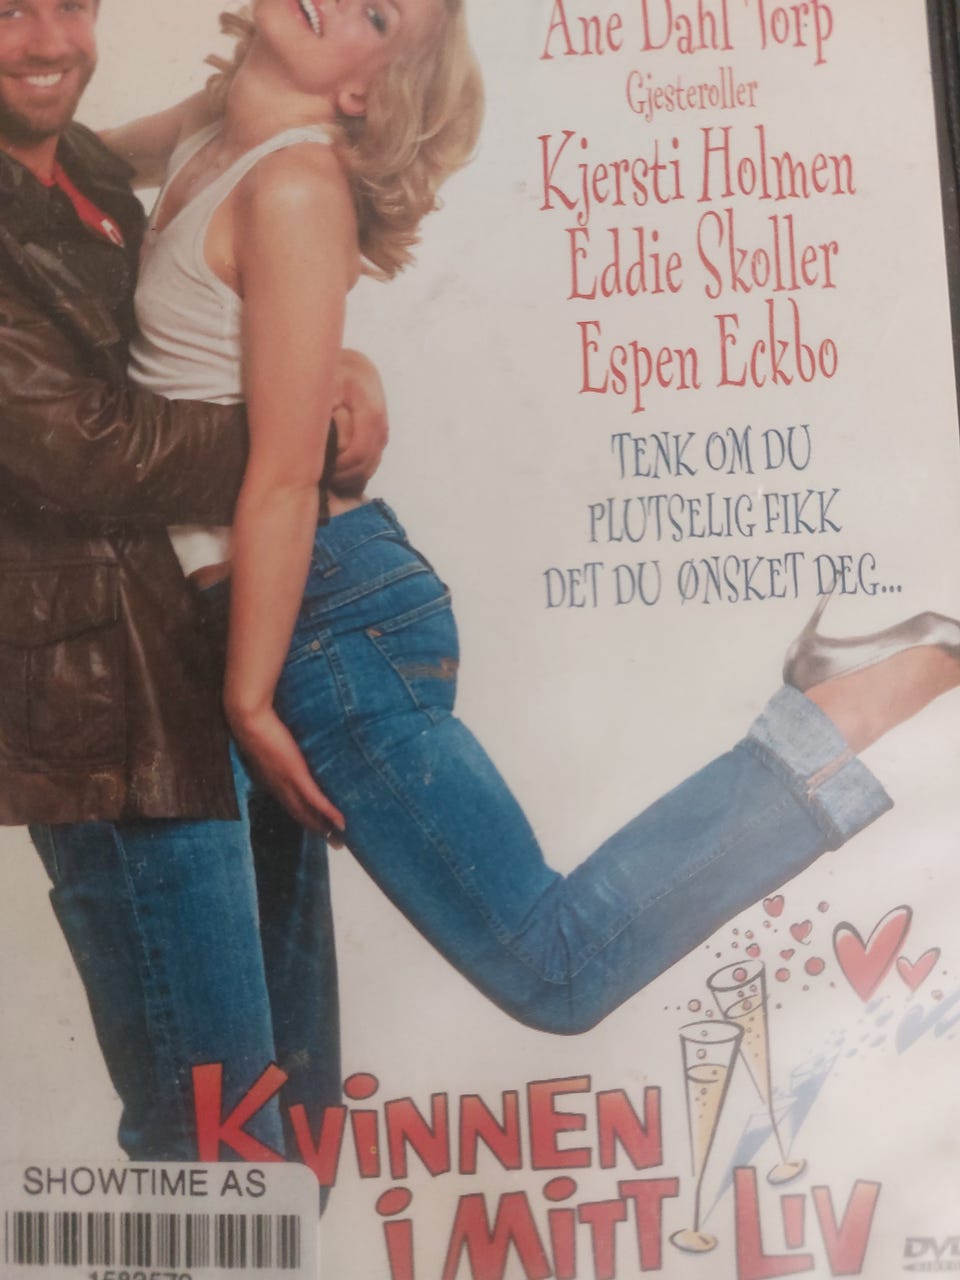 Ane Dahl Torp
Gjesteroller
Kjersti Holmen
Eddie Skoller
Espen Eckbo
TENK OM DU
PLUTSELIG FIKK
DET DU ØNSKET DEG...
KVINNEN
I MITT LIV
SHOWTIME AS
DVD